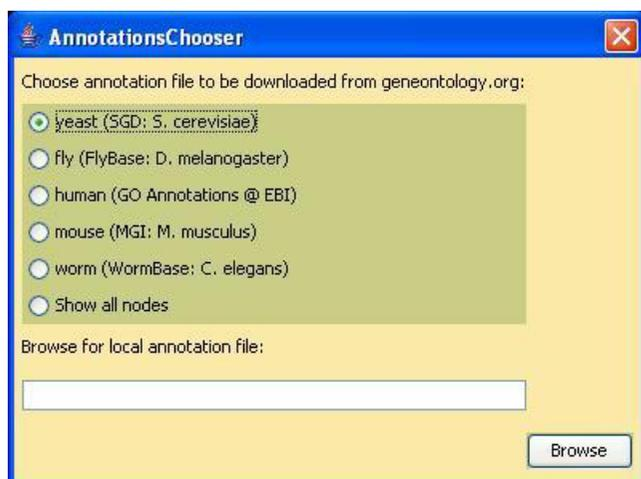 AnnotationsChooser
Choose annotation file to be downloaded from geneontology.org:
yeast (SGD: S. cerevisiae)
fly (FlyBase: D. melanogaster)
human (GO Annotations @ EBI)
mouse (MGI: M. musculus)
worm (WormBase: C. elegans)
Show all nodes
Browse for local annotation file:
Browse